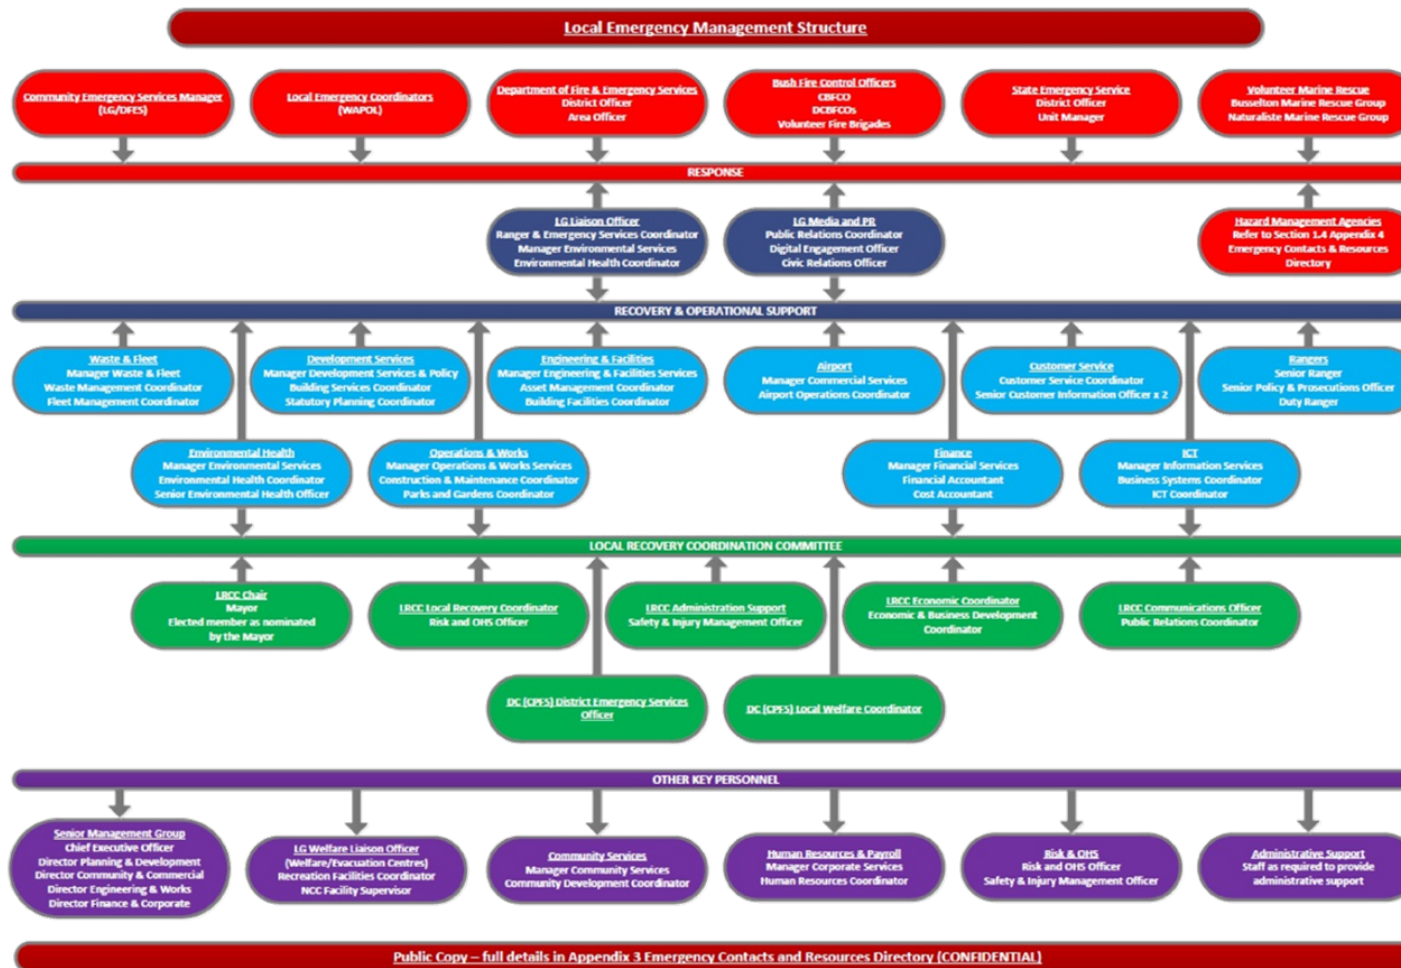 Local Emergency Management Structure
Community Emergency Services Manager
(LG/DFES)
Local Emergency Coordinators
(WAPOL)
Department of Fire & Emergency Services
District Officer
Area Officer
Bush Fire Control Officers
CBFCO
DCBFCOs
Volunteer Fire Brigades
State Emergency Service
District Officer
Unit Manager
Volunteer Marine Rescue
Busselton Marine Rescue Group
Naturaliste Marine Rescue Group
RESPONSE
LG Liaison Officer
Ranger & Emergency Services Coordinator
Manager Environmental Services
Environmental Health Coordinator
LG Media and PR
Public Relations Coordinator
Digital Engagement Officer
Civic Relations Officer
Hazard Management Agencies
Refer to Section 1.4 Appendix 4
Emergency Contacts & Resources
Directory
RECOVERY & OPERATIONAL SUPPORT
Waste & Fleet
Manager Waste & Fleet
Waste Management Coordinator
Fleet Management Coordinator
Development Services
Manager Development Services & Policy
Building Services Coordinator
Statutory Planning Coordinator
Engineering & Facilities
Manager Engineering & Facilities Services
Asset Management Coordinator
Building Facilities Coordinator
Airport
Manager Commercial Services
Airport Operations Coordinator
Customer Service
Customer Service Coordinator
Senior Customer Information Officer x 2
Rangers
Senior Ranger
Senior Policy & Prosecutions Officer
Duty Ranger
Environmental Health
Manager Environmental Services
Environmental Health Coordinator
Senior Environmental Health Officer
Operations & Works
Manager Operations & Works Services
Construction & Maintenance Coordinator
Parks and Gardens Coordinator
Finance
Manager Financial Services
Financial Accountant
Cost Accountant
ICT
Manager Information Services
Business Systems Coordinator
ICT Coordinator
LOCAL RECOVERY COORDINATION COMMITTEE
LRCC Chair
Mayor
Elected member as nominated
by the Mayor
LRCC Local Recovery Coordinator
Risk and OHS Officer
LRCC Administration Support
Safety & Injury Management Officer
LRCC Economic Coordinator
Economic & Business Development
Coordinator
LRCC Communications Officer
Public Relations Coordinator
DC (CPFS) District Emergency Services
Officer
DC (CPFS) Local Welfare Coordinator
OTHER KEY PERSONNEL
Senior Management Group
Chief Executive Officer
Director Planning & Development
Director Community & Commercial
Director Engineering & Works
Director Finance & Corporate
LG Welfare Liaison Officer
(Welfare/Evacuation Centres)
Recreation Facilities Coordinator
NCC Facility Supervisor
Community Services
Manager Community Services
Community Development Coordinator
Human Resources & Payroll
Manager Corporate Services
Human Resources Coordinator
Risk & OHS
Risk and OHS Officer
Safety & Injury Management Officer
Administrative Support
Staff as required to provide
administrative support
Public Copy – full details in Appendix 3 Emergency Contacts and Resources Directory (CONFIDENTIAL)